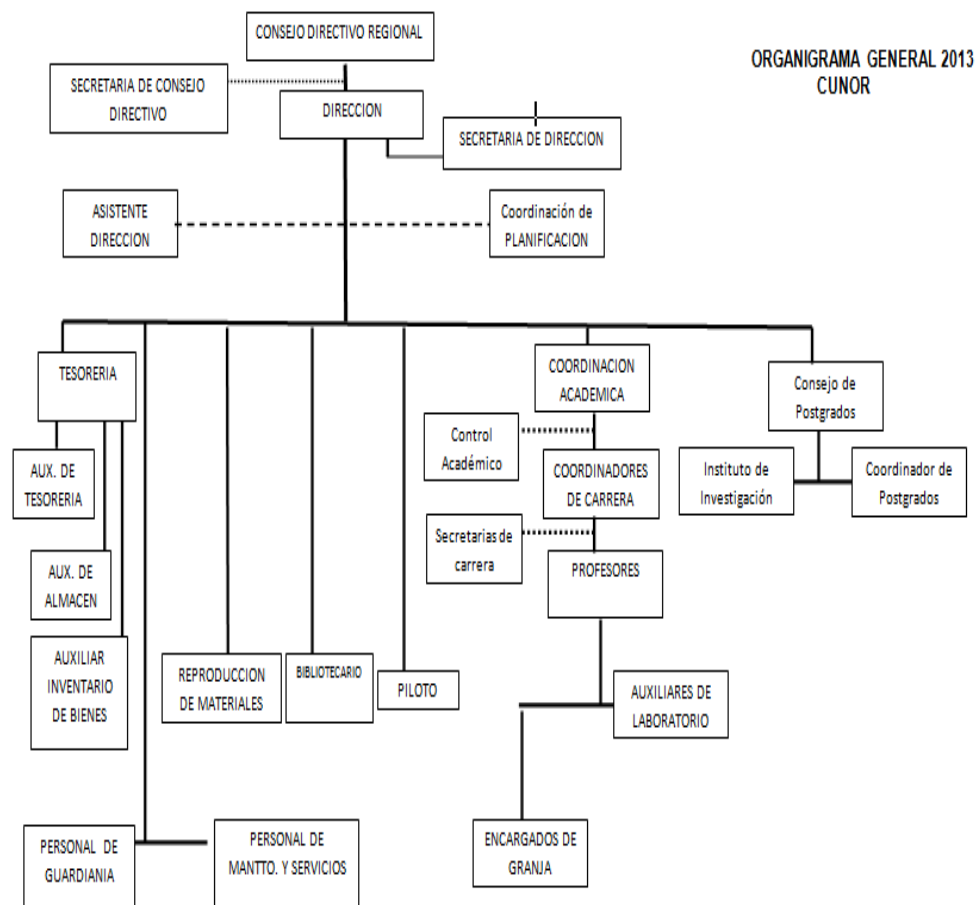 CONSEJO DIRECTIVO REGIONAL
ORGANIGRAMA GENERAL 2013
CUNOR
SECRETARIA DE CONSEJO
DIRECTIVO
DIRECCION
SECRETARIA DE DIRECCION
ASISTENTE
DIRECCION
Coordinación de
PLANIFICACION
TESORERIA
COORDINACION
ACADEMICA
Consejo de
Postgrados
Control
Académico
AUX. DE
TESORERIA
COORDINADORES
DE CARRERA
Instituto de
Investigación
Coordinador de
Postgrados
Secretarias de
carrera
PROFESORES
AUX. DE
ALMACEN
AUXILIAR
INVENTARIO
DE BIENES
REPRODUCCION
DE MATERIALES
BIBLIOTECARIO
PILOTO
AUXILIARES DE
LABORATORIO
PERSONAL DE
GUARDIANIA
PERSONAL DE
MANTTO. Y SERVICIOS
ENCARGADOS DE
GRANJA